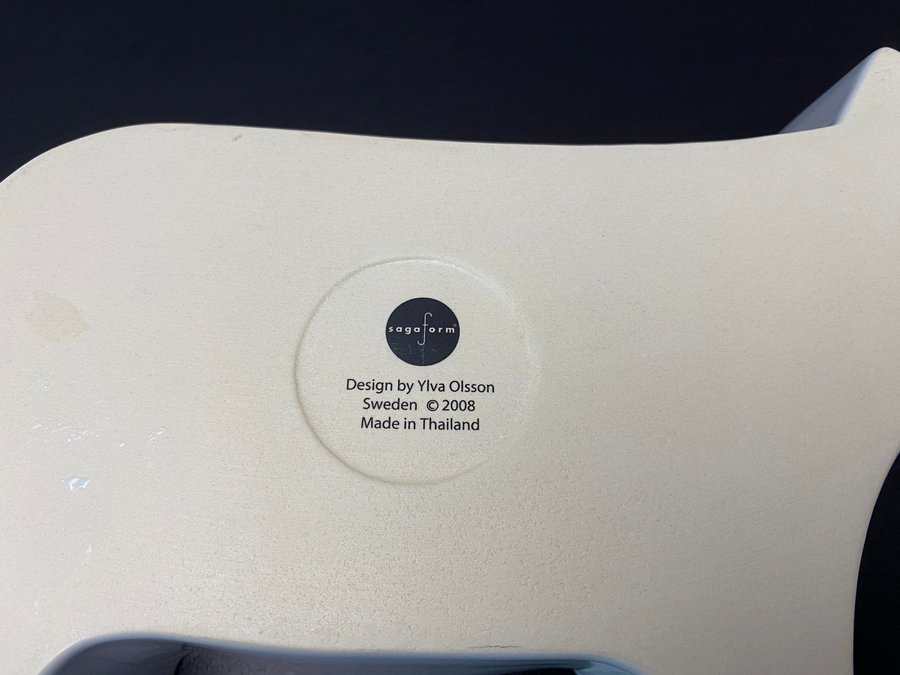 sagaform®
Design by Ylva Olsson
Sweden © 2008
Made in Thailand